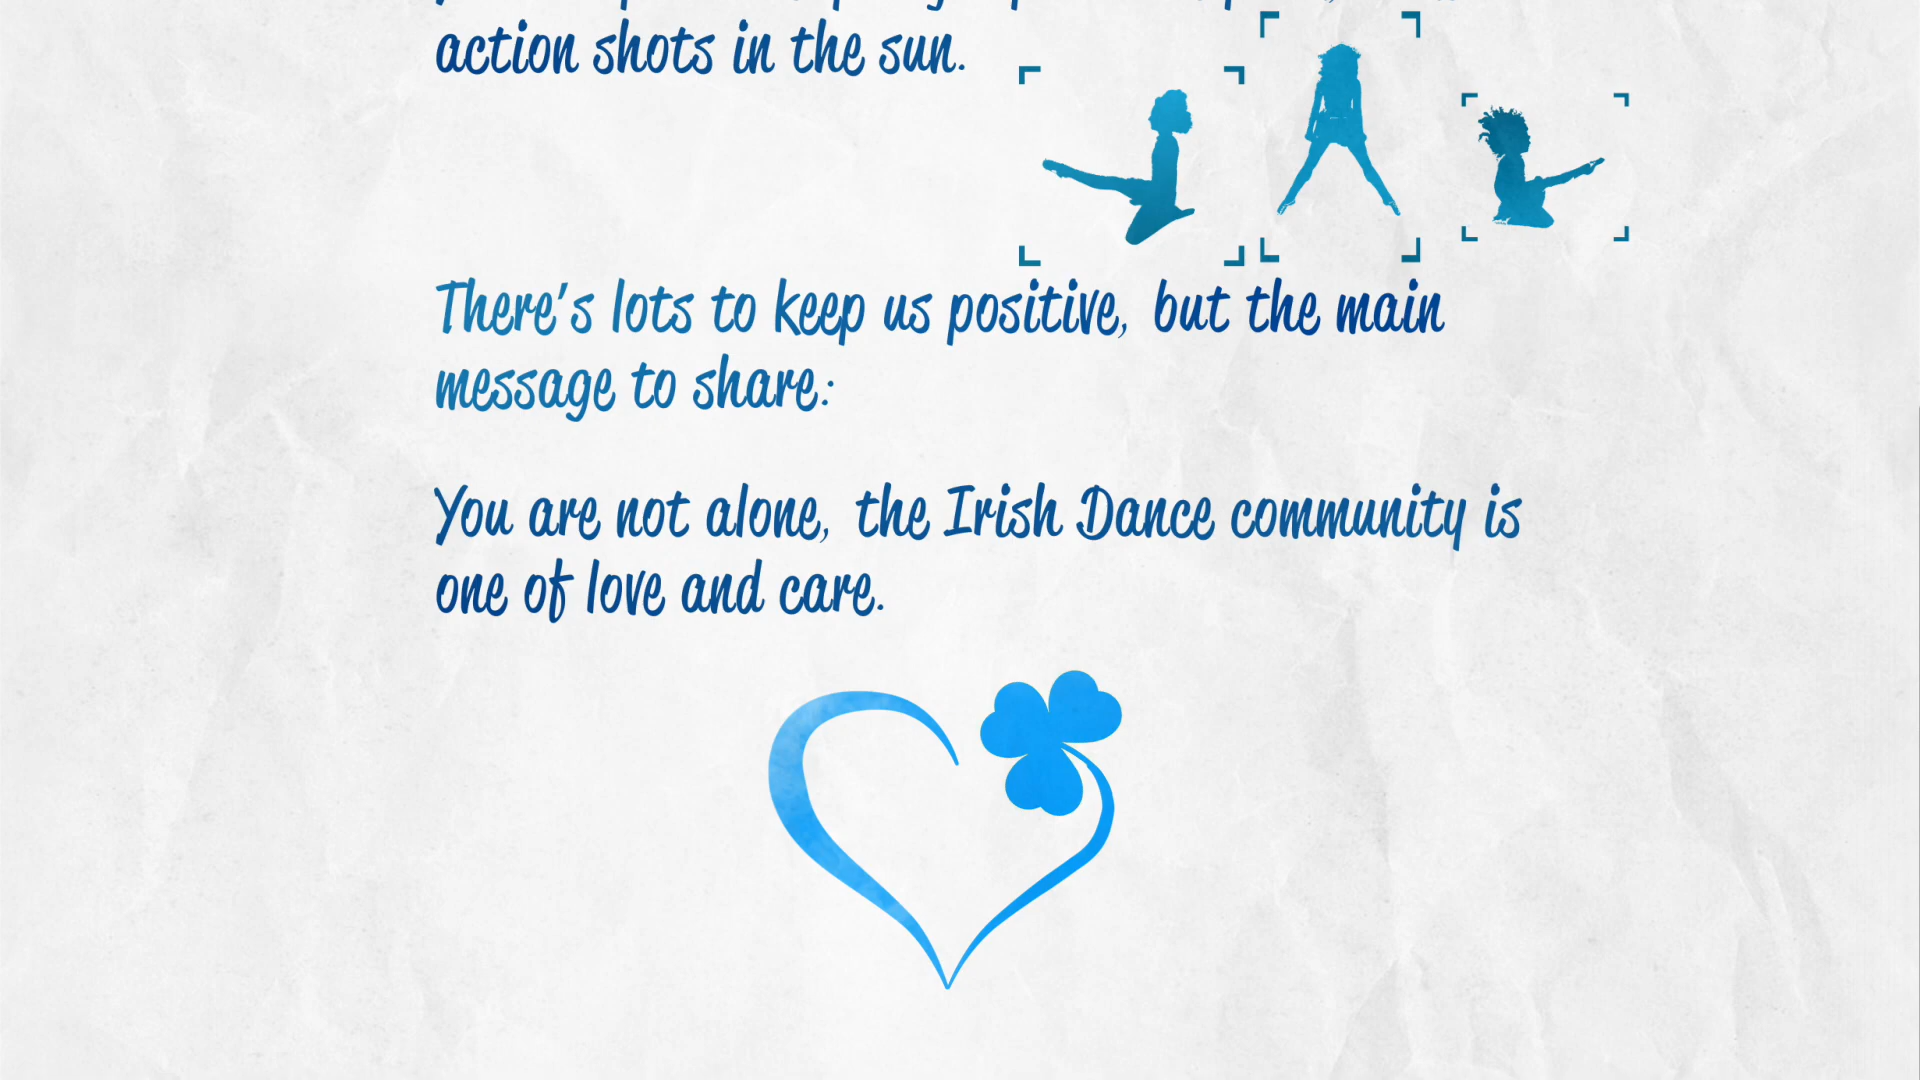 action shots in the sun.
There's lots to keep us positive, but the main
message to share:
You are not alone, the Irish Dance community is
one of love and care.